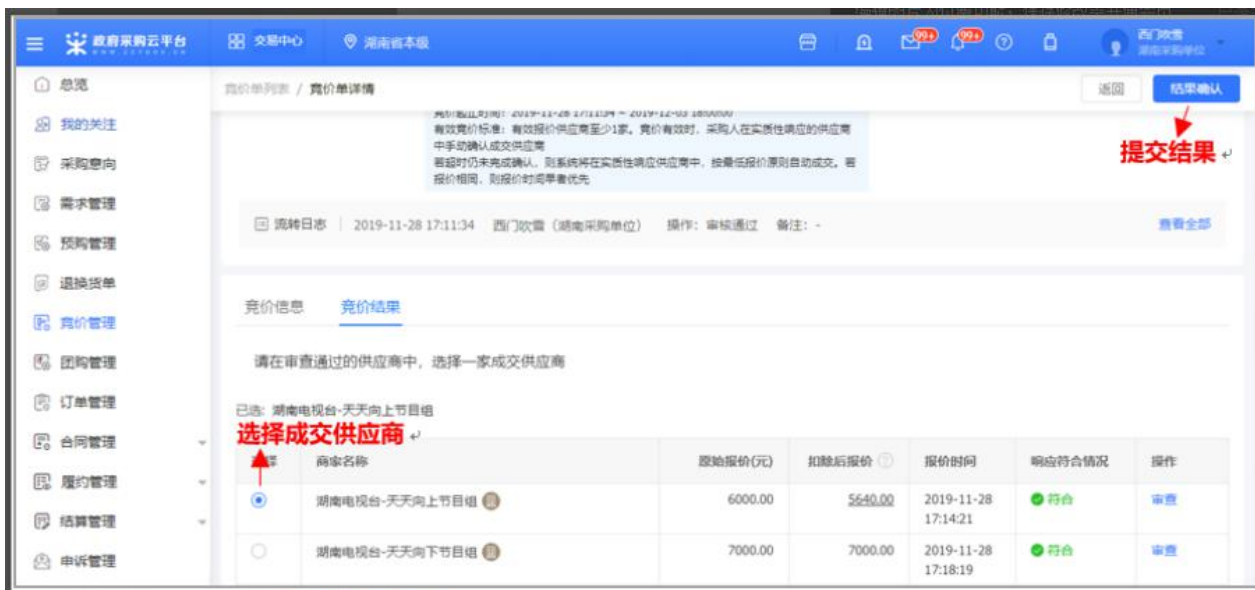 政府采购云平台
交易中心
湖南省本级
99+
99+
西门吹雪
湖南采购单位
总览
竞价单列表 / 竞价单详情
返回
结果确认
我的关注
竞价起止时间：2019-11-28 17:11:34 ~ 2019-12-03 18:00:00
有效竞价标准：有效报价供应商至少1家。竞价有效时，采购人在实质性响应的供应商
中手动确认成交供应商
若超时仍未完成确认，则系统将在实质性响应供应商中，按最低报价原则自动成交。若
报价相同，则报价时间早者优先
提交结果
采购意向
需求管理
流转日志 2019-11-28 17:11:34 西门吹雪（湖南采购单位） 操作：审核通过 备注：-
查看全部
预购管理
退换货单
竞价信息 竞价结果
竞价管理
团购管理
请在审查通过的供应商中，选择一家成交供应商
订单管理
已选: 湖南电视台-天天向上节目组
选择成交供应商
合同管理
商家名称 原始报价(元) 扣除后报价 报价时间 响应符合情况 操作
履约管理
湖南电视台-天天向上节目组 6000.00 5640.00 2019-11-28 17:14:21 符合 审查
结算管理
湖南电视台-天天向下节目组 7000.00 7000.00 2019-11-28 17:18:19 符合 审查
申诉管理